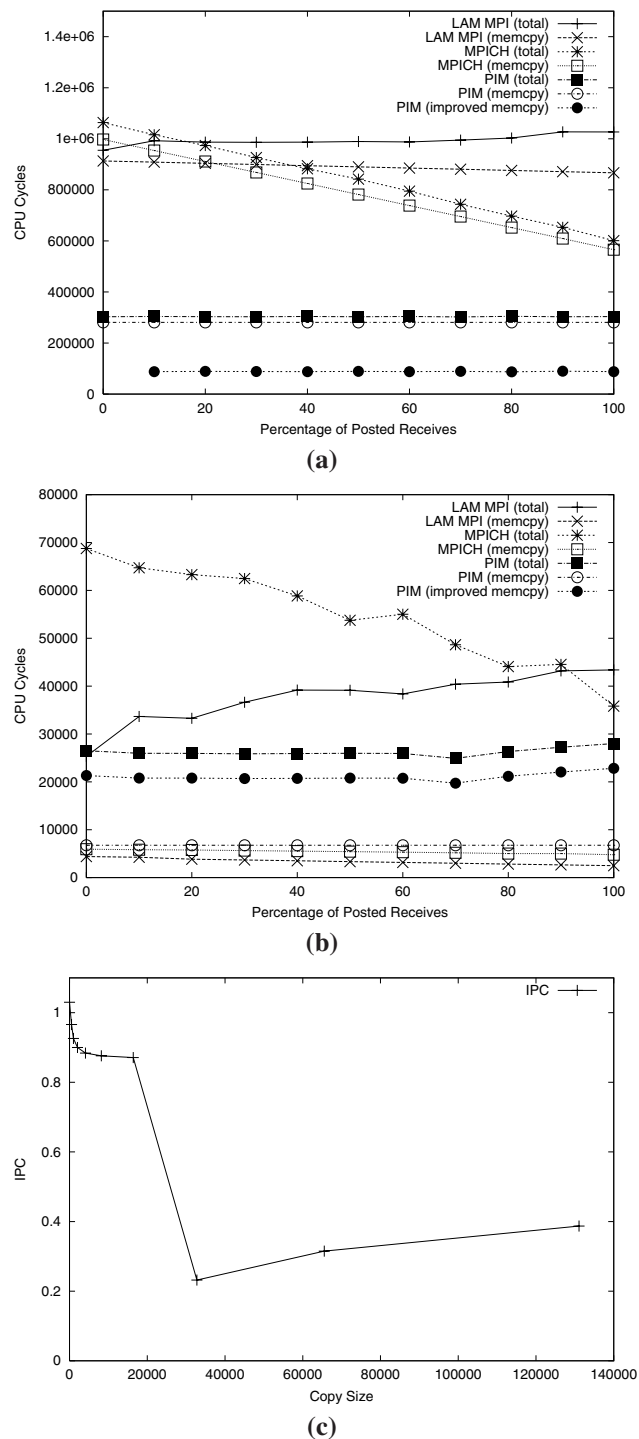 1.4e+06
1.2e+06
1e+06
800000
600000
400000
200000
0
CPU Cycles
LAM MPI (total)
LAM MPI (memcpy)
MPICH (total)
MPICH (memcpy)
PIM (total)
PIM (memcpy)
PIM (improved memcpy)
0 20 40 60 80 100
Percentage of Posted Receives
(a)
80000
70000
60000
50000
40000
30000
20000
10000
0
CPU Cycles
LAM MPI (total)
LAM MPI (memcpy)
MPICH (total)
MPICH (memcpy)
PIM (total)
PIM (memcpy)
PIM (improved memcpy)
0 20 40 60 80 100
Percentage of Posted Receives
(b)
1
0.8
0.6
0.4
0.2
0
IPC
IPC
0 20000 40000 60000 80000 100000 120000 140000
Copy Size
(c)